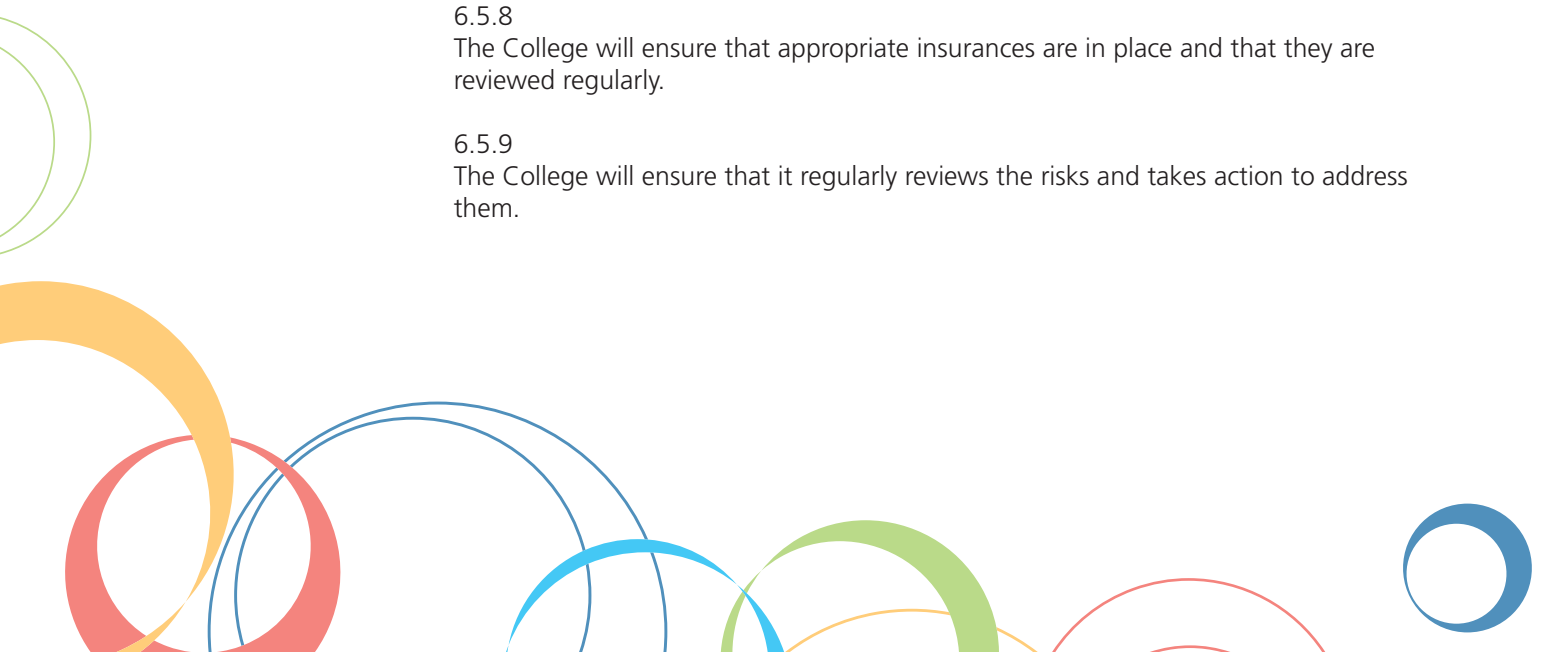 6.5.8
The College will ensure that appropriate insurances are in place and that they are
reviewed regularly.
6.5.9
The College will ensure that it regularly reviews the risks and takes action to address
them.